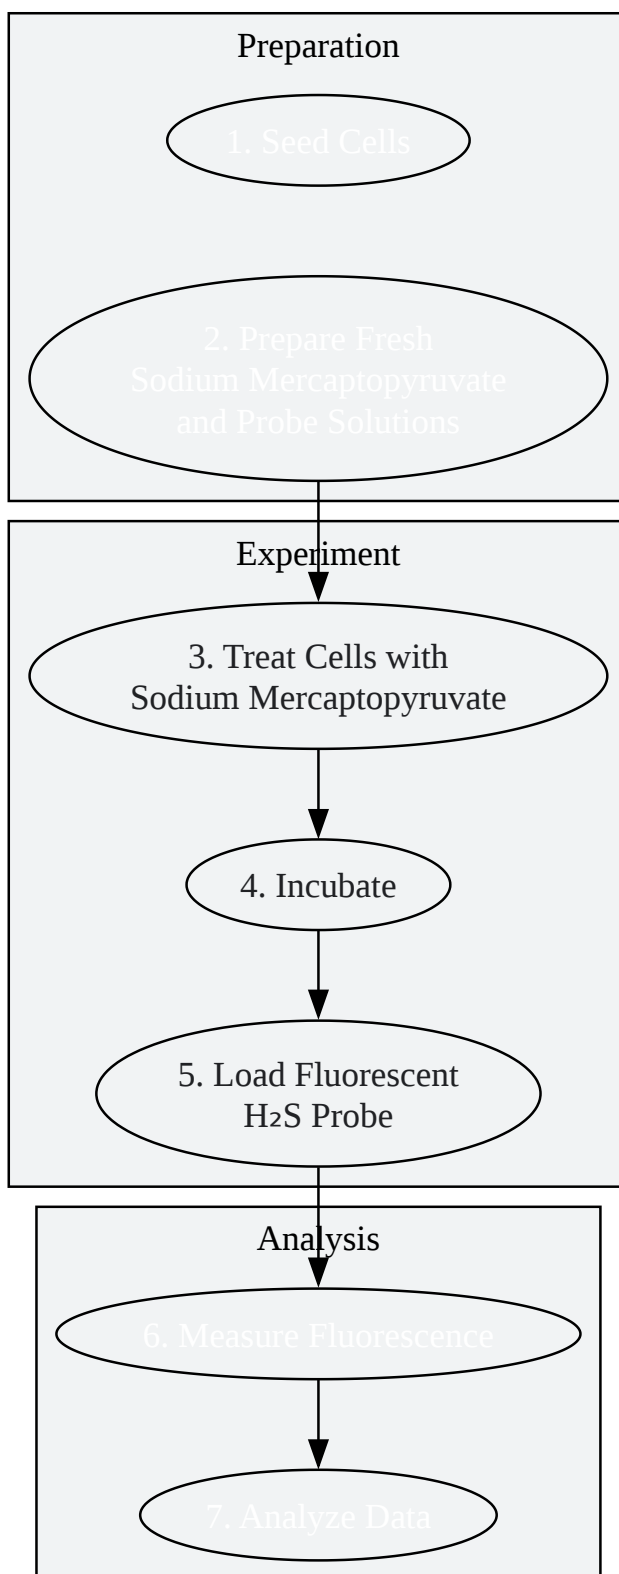 Preparation
1. Seed Cells
2. Prepare Fresh
Sodium Mercaptopyruvate
and Probe Solutions
Experiment
3. Treat Cells with
Sodium Mercaptopyruvate
4. Incubate
5. Load Fluorescent
H₂S Probe
Analysis
6. Measure Fluorescence
7. Analyze Data